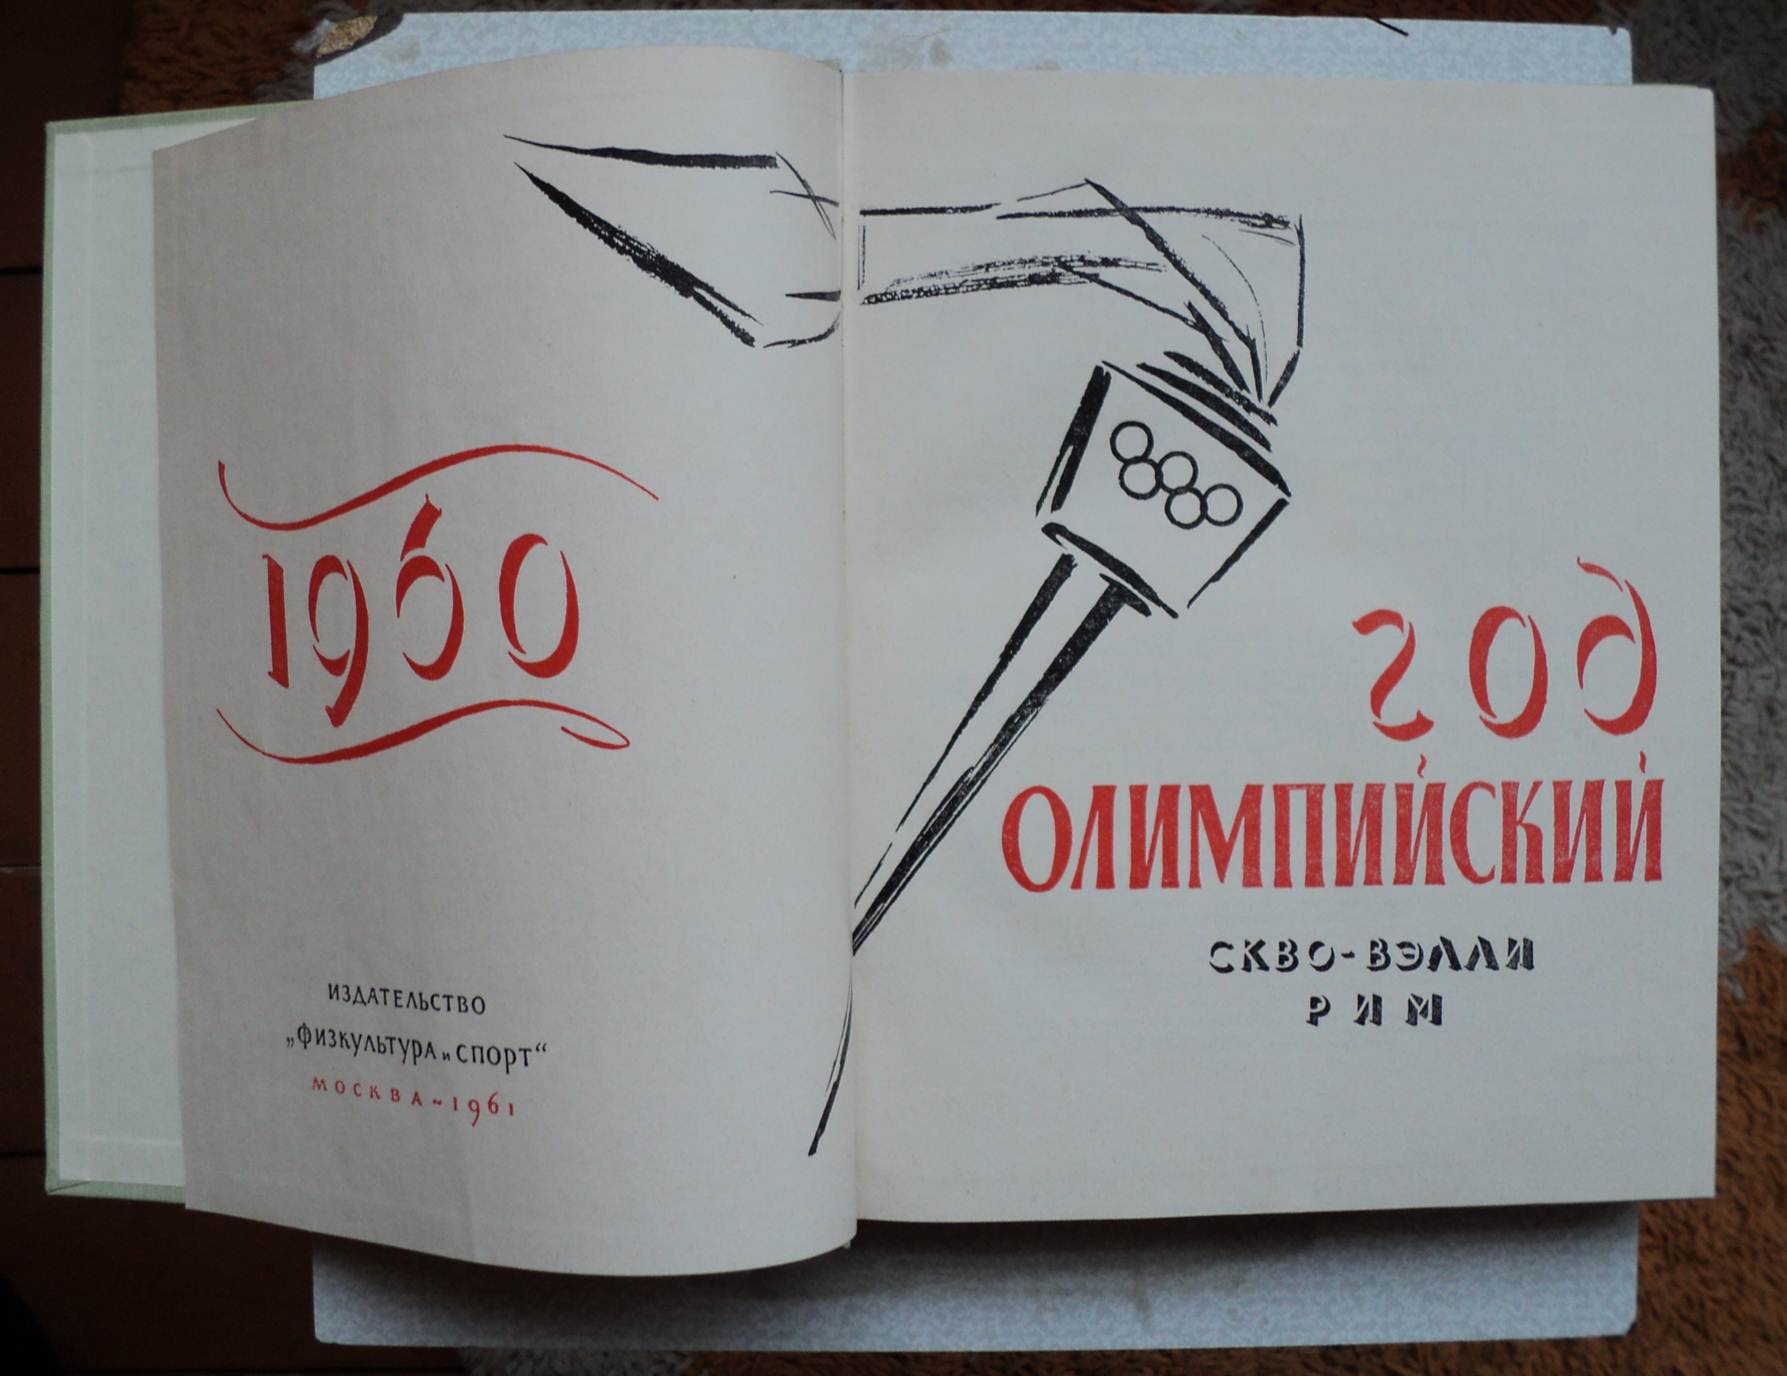 1960
ИЗДАТЕЛЬСТВО
„ФИЗКУЛЬТУРА и СПОРТ“
МОСКВА~1961
год
ОЛИМПИЙСКИЙ
СКВО-ВЭЛЛИ
РИМ